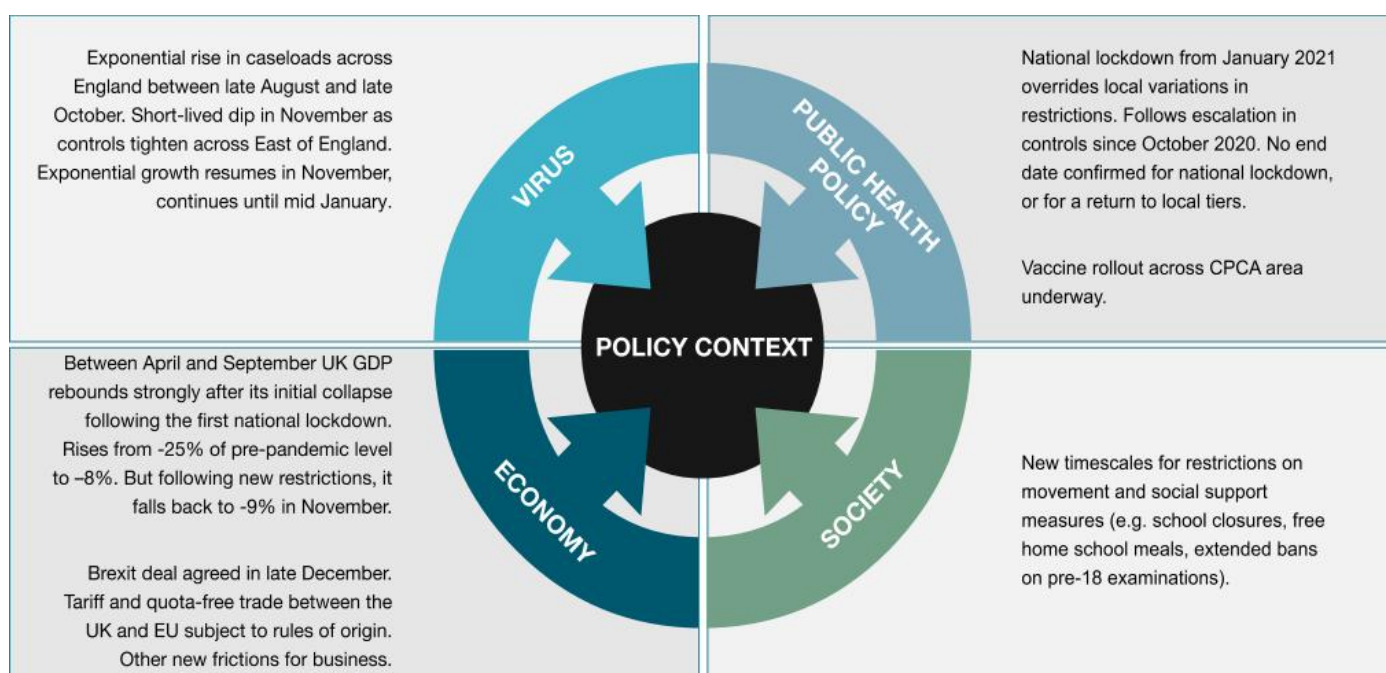 Exponential rise in caseloads across
England between late August and late
October. Short-lived dip in November as
controls tighten across East of England.
Exponential growth resumes in November,
continues until mid January.
VIRUS
PUBLIC HEALTH
POLICY
National lockdown from January 2021
overrides local variations in
restrictions. Follows escalation in
controls since October 2020. No end
date confirmed for national lockdown,
or for a return to local tiers.
Vaccine rollout across CPCA area
underway.
POLICY CONTEXT
Between April and September UK GDP
rebounds strongly after its initial collapse
following the first national lockdown.
Rises from -25% of pre-pandemic level
to –8%. But following new restrictions, it
falls back to -9% in November.
Brexit deal agreed in late December.
Tariff and quota-free trade between the
UK and EU subject to rules of origin.
Other new frictions for business.
ECONOMY
SOCIETY
New timescales for restrictions on
movement and social support
measures (e.g. school closures, free
home school meals, extended bans
on pre-18 examinations).